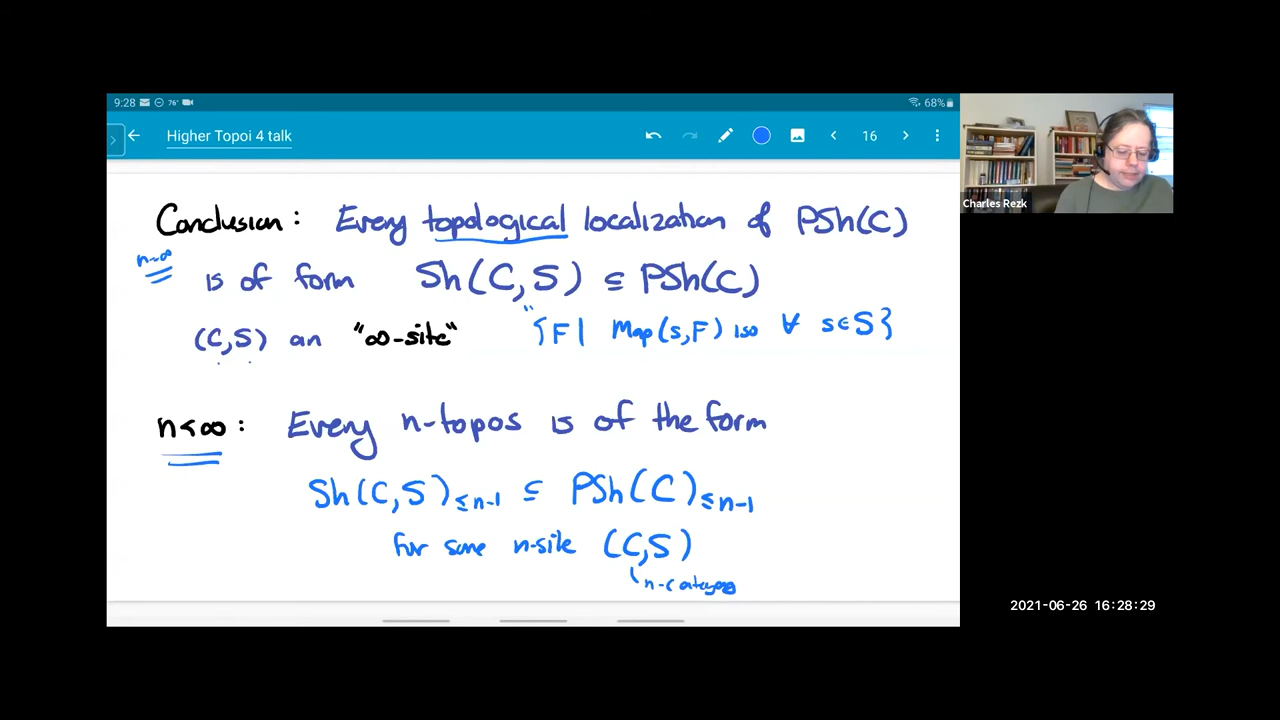 9:28 76° 68%
Higher Topoi 4 talk 16
Charles Rezk
Conclusion: Every topological localization of PSh(C)
n=∞
is of form Sh(C,S) ⊆ PSh(C)
(C,S) an "∞-site" "{F | Map(s,F) iso ∀ s∈S}
n<∞: Every n-topos is of the form
Sh(C,S)≤n-1 ⊆ PSh(C)≤n-1
for some n-site (C,S)
n-category
2021-06-26 16:28:29